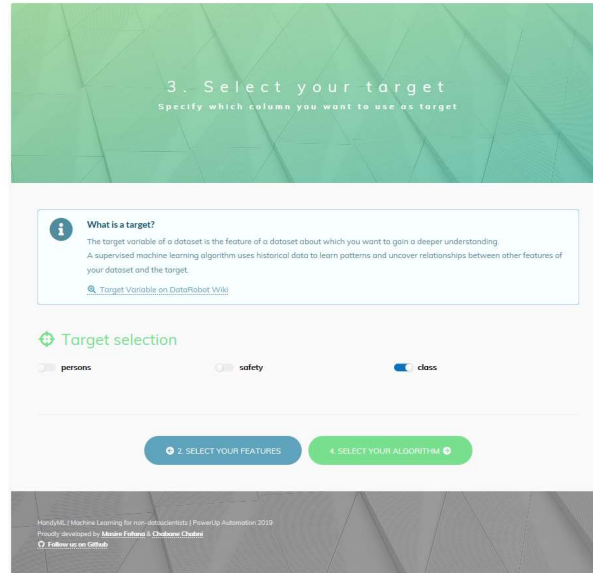 3. Select your target
Specify which column you want to use as target
What is a target?
The target variable of a dataset is the feature of a dataset about which you want to gain a deeper understanding.
A supervised machine learning algorithm uses historical data to learn patterns and uncover relationships between other features of
your dataset and the target.
Target Variable on DataRobot Wiki
Target selection
persons safety class
2. SELECT YOUR FEATURES 4. SELECT YOUR ALGORITHM
HandyML / Machine Learning for non-datascientists | PowerUp Automation 2019
Proudly developed by Masire Fofana & Chabane Chabni
Follow us on Github